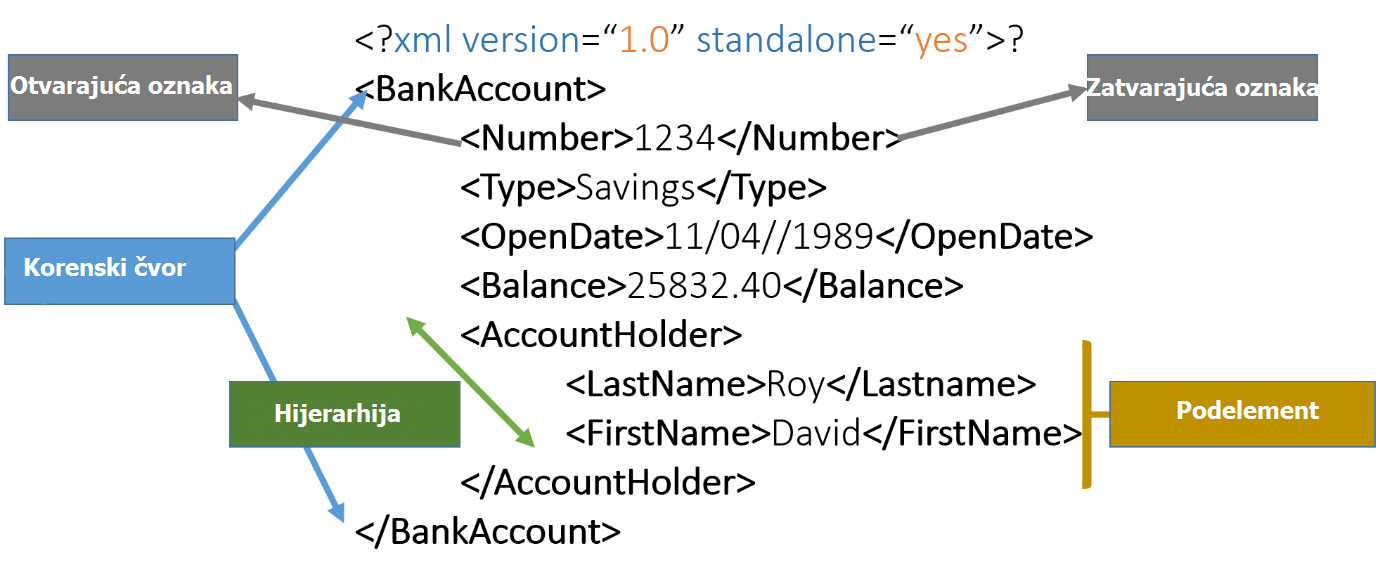 <?xml version=“1.0” standalone=“yes”>?
Otvarajuća oznaka
<BankAccount>
Zatvarajuća oznaka
<Number>1234</Number>
<Type>Savings</Type>
<OpenDate>11/04//1989</OpenDate>
Korenski čvor
<Balance>25832.40</Balance>
<AccountHolder>
<LastName>Roy</Lastname>
Hijerarhija
Podelement
<FirstName>David</FirstName>
</AccountHolder>
</BankAccount>